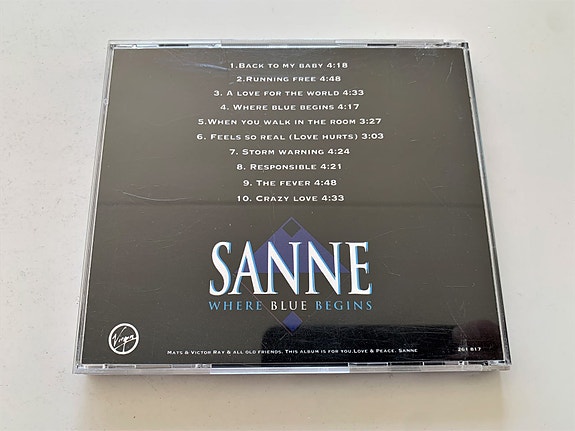 1.BACK TO MY BABY 4:18
2.RUNNING FREE 4:48
3. A LOVE FOR THE WORLD 4:33
4. WHERE BLUE BEGINS 4:17
5.WHEN YOU WALK IN THE ROOM 3:27
6. FEELS SO REAL (LOVE HURTS) 3:03
7. STORM WARNING 4:24
8. RESPONSIBLE 4:21
9. THE FEVER 4:48
10. CRAZY LOVE 4:33
SANNE
WHERE BLUE BEGINS
Virgin
MATS & VICTOR RAY & ALL OLD FRIENDS. THIS ALBUM IS FOR YOU.LOVE & PEACE. SANNE 261 817